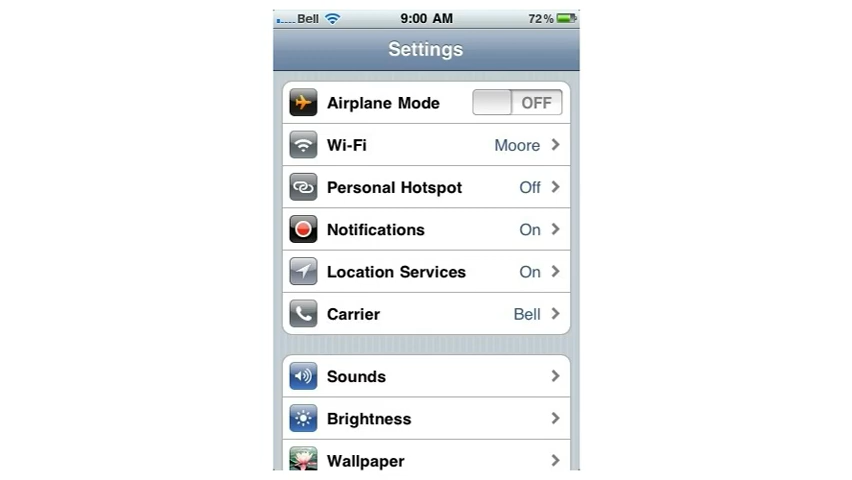 Bell 9:00 AM 72%
Settings
Airplane Mode OFF
Wi-Fi Moore
Personal Hotspot Off
Notifications On
Location Services On
Carrier Bell
Sounds
Brightness
Wallpaper